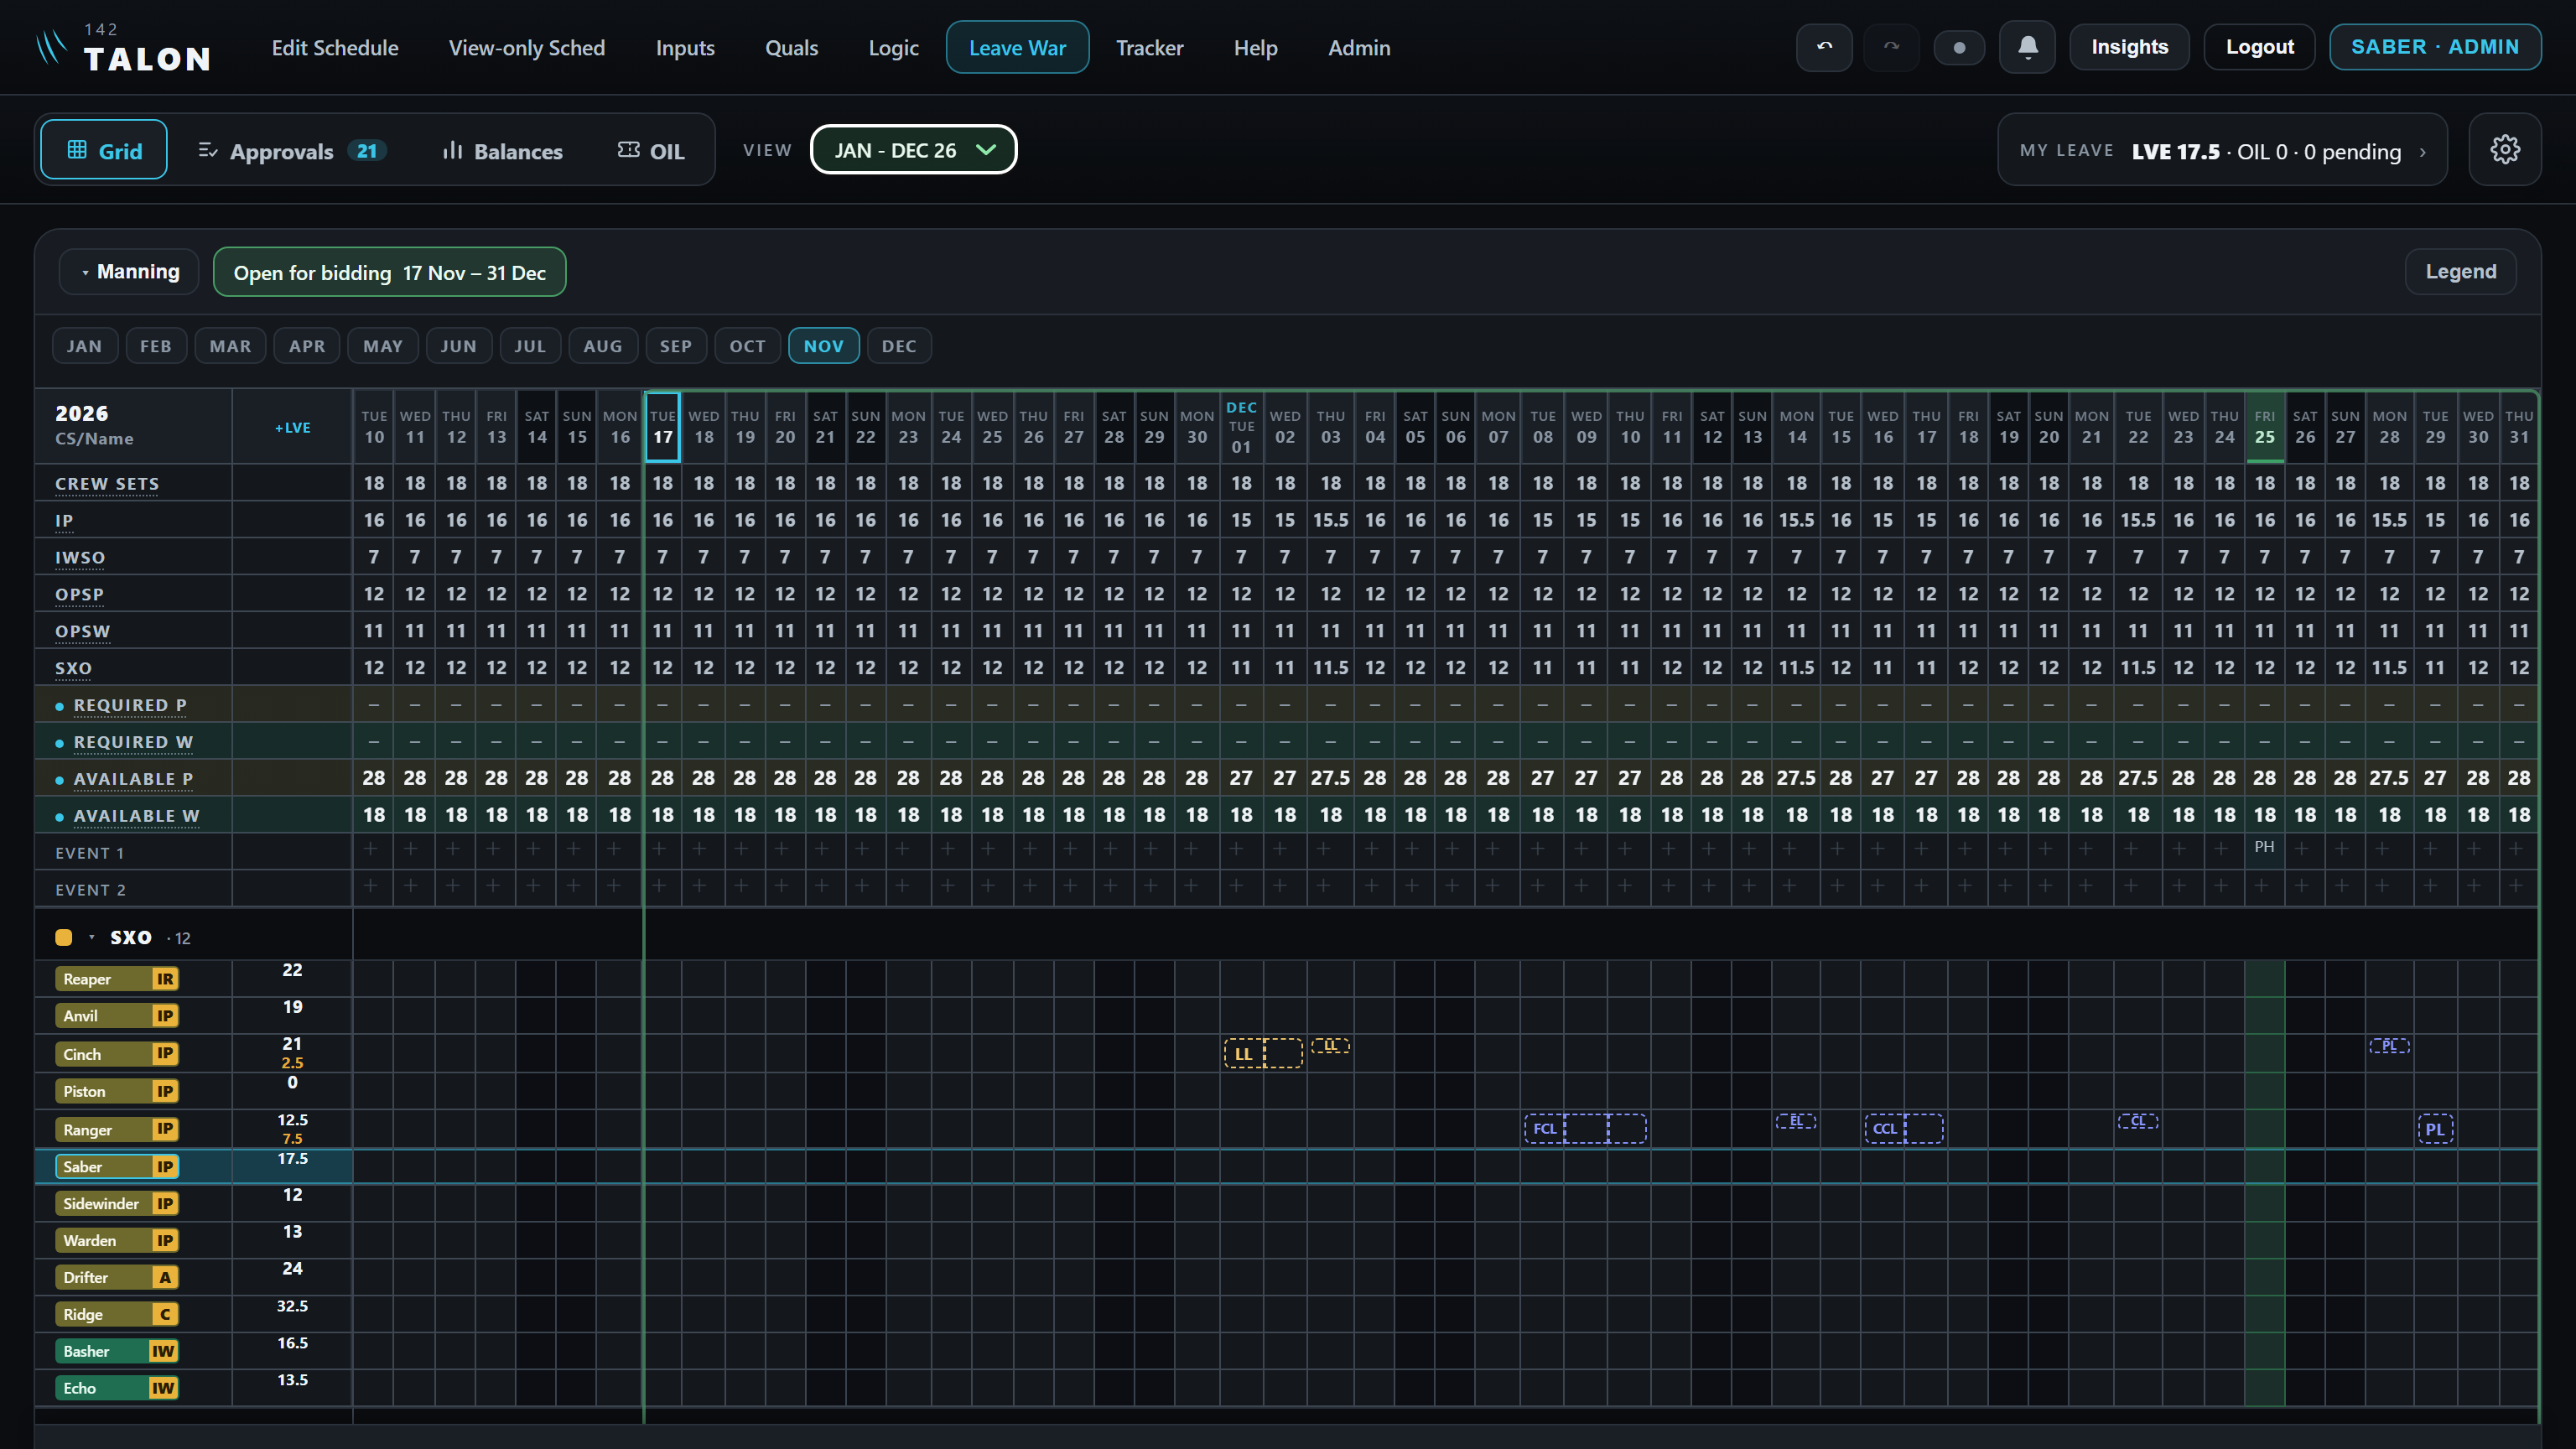 142
TALON
Edit Schedule View-only Sched Inputs Quals Logic Leave War Tracker Help Admin
Insights Logout SABER · ADMIN
Grid Approvals 21 Balances OIL VIEW JAN - DEC 26
MY LEAVE LVE 17.5 · OIL 0 · 0 pending ›
Manning Open for bidding 17 Nov – 31 Dec Legend
JAN FEB MAR APR MAY JUN JUL AUG SEP OCT NOV DEC
2026
CS/Name
+LVE
TUE 10 WED 11 THU 12 FRI 13 SAT 14 SUN 15 MON 16 TUE 17 WED 18 THU 19 FRI 20 SAT 21 SUN 22 MON 23 TUE 24 WED 25 THU 26 FRI 27 SAT 28 SUN 29 MON 30 DEC TUE 01 WED 02 THU 03 FRI 04 SAT 05 SUN 06 MON 07 TUE 08 WED 09 THU 10 FRI 11 SAT 12 SUN 13 MON 14 TUE 15 WED 16 THU 17 FRI 18 SAT 19 SUN 20 MON 21 TUE 22 WED 23 THU 24 FRI 25 SAT 26 SUN 27 MON 28 TUE 29 WED 30 THU 31
CREW SETS 18 18 18 18 18 18 18 18 18 18 18 18 18 18 18 18 18 18 18 18 18 18 18 18 18 18 18 18 18 18 18 18 18 18 18 18 18 18 18 18 18 18 18 18 18 18 18 18 18 18 18 18
IP 16 16 16 16 16 16 16 16 16 16 16 16 16 16 16 16 16 16 16 16 16 15 15 15.5 16 16 16 16 15 15 15 16 16 16 15.5 16 15 15 16 16 16 16 15.5 16 16 16 16 16 15.5 15 16 16
IWSO 7 7 7 7 7 7 7 7 7 7 7 7 7 7 7 7 7 7 7 7 7 7 7 7 7 7 7 7 7 7 7 7 7 7 7 7 7 7 7 7 7 7 7 7 7 7 7 7 7 7 7 7
OPSP 12 12 12 12 12 12 12 12 12 12 12 12 12 12 12 12 12 12 12 12 12 12 12 12 12 12 12 12 12 12 12 12 12 12 12 12 12 12 12 12 12 12 12 12 12 12 12 12 12 12 12 12
OPSW 11 11 11 11 11 11 11 11 11 11 11 11 11 11 11 11 11 11 11 11 11 11 11 11 11 11 11 11 11 11 11 11 11 11 11 11 11 11 11 11 11 11 11 11 11 11 11 11 11 11 11 11
SXO 12 12 12 12 12 12 12 12 12 12 12 12 12 12 12 12 12 12 12 12 12 11 11 11.5 12 12 12 12 11 11 11 12 12 12 11.5 12 11 11 12 12 12 12 11.5 12 12 12 12 12 11.5 11 12 12
REQUIRED P – – – – – – – – – – – – – – – – – – – – – – – – – – – – – – – – – – – – – – – – – – – – – – – – – – – –
REQUIRED W – – – – – – – – – – – – – – – – – – – – – – – – – – – – – – – – – – – – – – – – – – – – – – – – – – – –
AVAILABLE P 28 28 28 28 28 28 28 28 28 28 28 28 28 28 28 28 28 28 28 28 28 27 27 27.5 28 28 28 28 27 27 27 28 28 28 27.5 28 27 27 28 28 28 28 27.5 28 28 28 28 28 27.5 27 28 28
AVAILABLE W 18 18 18 18 18 18 18 18 18 18 18 18 18 18 18 18 18 18 18 18 18 18 18 18 18 18 18 18 18 18 18 18 18 18 18 18 18 18 18 18 18 18 18 18 18 18 18 18 18 18 18 18
EVENT 1 + + + + + + + + + + + + + + + + + + + + + + + + + + + + + + + + + + + + + + + + + + + + + PH + + + + + +
EVENT 2 + + + + + + + + + + + + + + + + + + + + + + + + + + + + + + + + + + + + + + + + + + + + + + + + + + + +
SXO · 12
Reaper IR 22
Anvil IP 19
Cinch IP 21 2.5 LL LL PL
Piston IP 0
Ranger IP 12.5 7.5 FCL EL CCL CL PL
Saber IP 17.5
Sidewinder IP 12
Warden IP 13
Drifter A 24
Ridge C 32.5
Basher IW 16.5
Echo IW 13.5